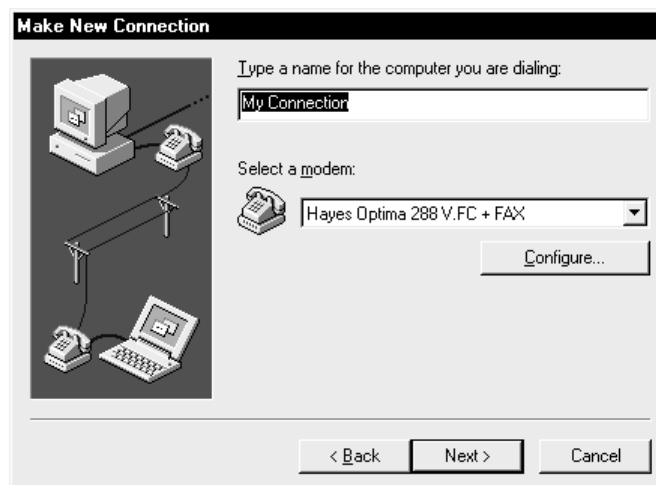 Make New Connection
Type a name for the computer you are dialing:
My Connection
Select a modem:
Hayes Optima 288 V.FC + FAX
Configure...
< Back
Next >
Cancel